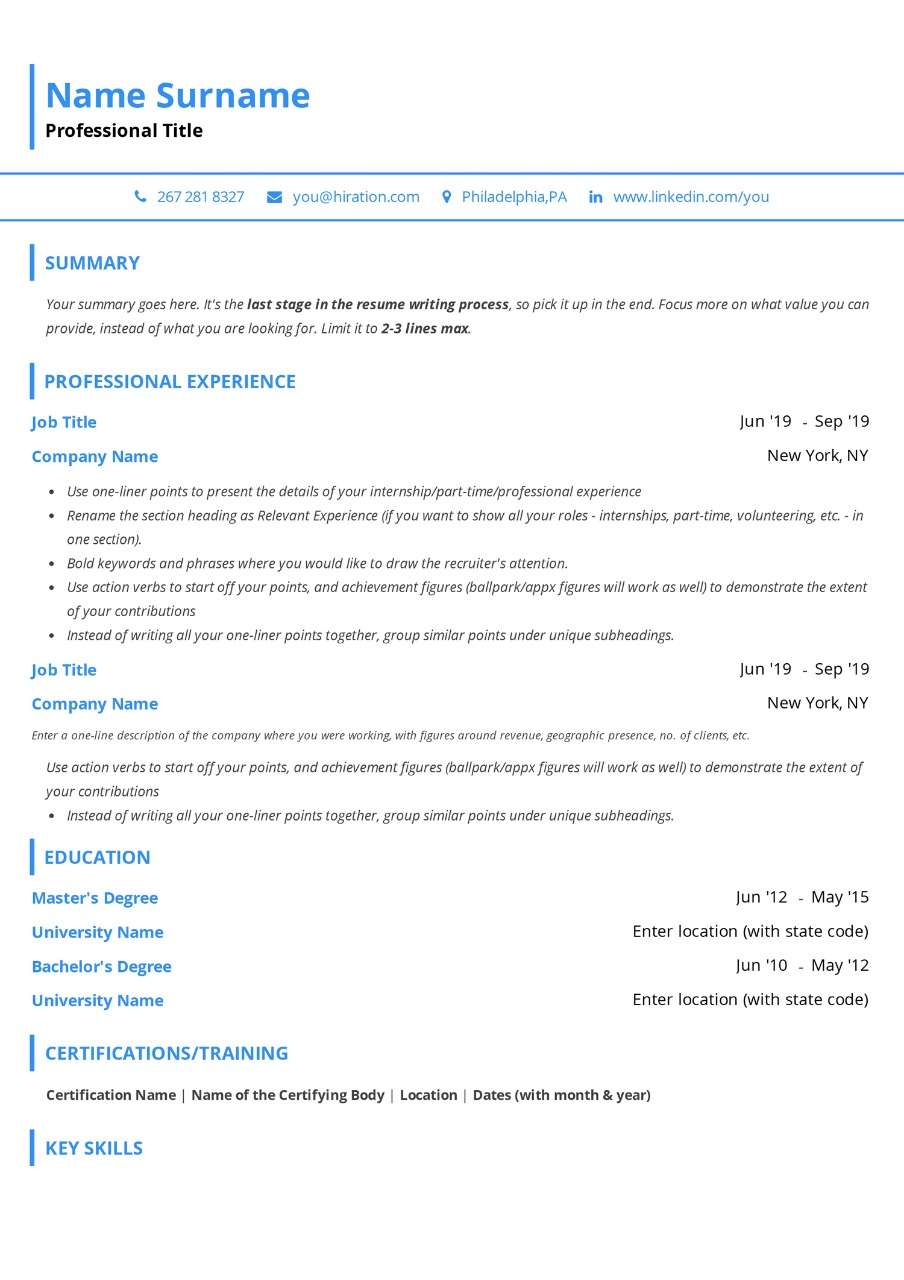 Name Surname
Professional Title
267 281 8327 you@hiration.com Philadelphia,PA www.linkedin.com/you
SUMMARY
Your summary goes here. It's the last stage in the resume writing process, so pick it up in the end. Focus more on what value you can
provide, instead of what you are looking for. Limit it to 2-3 lines max.
PROFESSIONAL EXPERIENCE
Job Title Jun '19 - Sep '19
Company Name New York, NY
• Use one-liner points to present the details of your internship/part-time/professional experience
• Rename the section heading as Relevant Experience (if you want to show all your roles - internships, part-time, volunteering, etc. - in
one section).
• Bold keywords and phrases where you would like to draw the recruiter's attention.
• Use action verbs to start off your points, and achievement figures (ballpark/appx figures will work as well) to demonstrate the extent
of your contributions
• Instead of writing all your one-liner points together, group similar points under unique subheadings.
Job Title Jun '19 - Sep '19
Company Name New York, NY
Enter a one-line description of the company where you were working, with figures around revenue, geographic presence, no. of clients, etc.
Use action verbs to start off your points, and achievement figures (ballpark/appx figures will work as well) to demonstrate the extent of
your contributions
• Instead of writing all your one-liner points together, group similar points under unique subheadings.
EDUCATION
Master's Degree Jun '12 - May '15
University Name Enter location (with state code)
Bachelor's Degree Jun '10 - May '12
University Name Enter location (with state code)
CERTIFICATIONS/TRAINING
Certification Name | Name of the Certifying Body | Location | Dates (with month & year)
KEY SKILLS